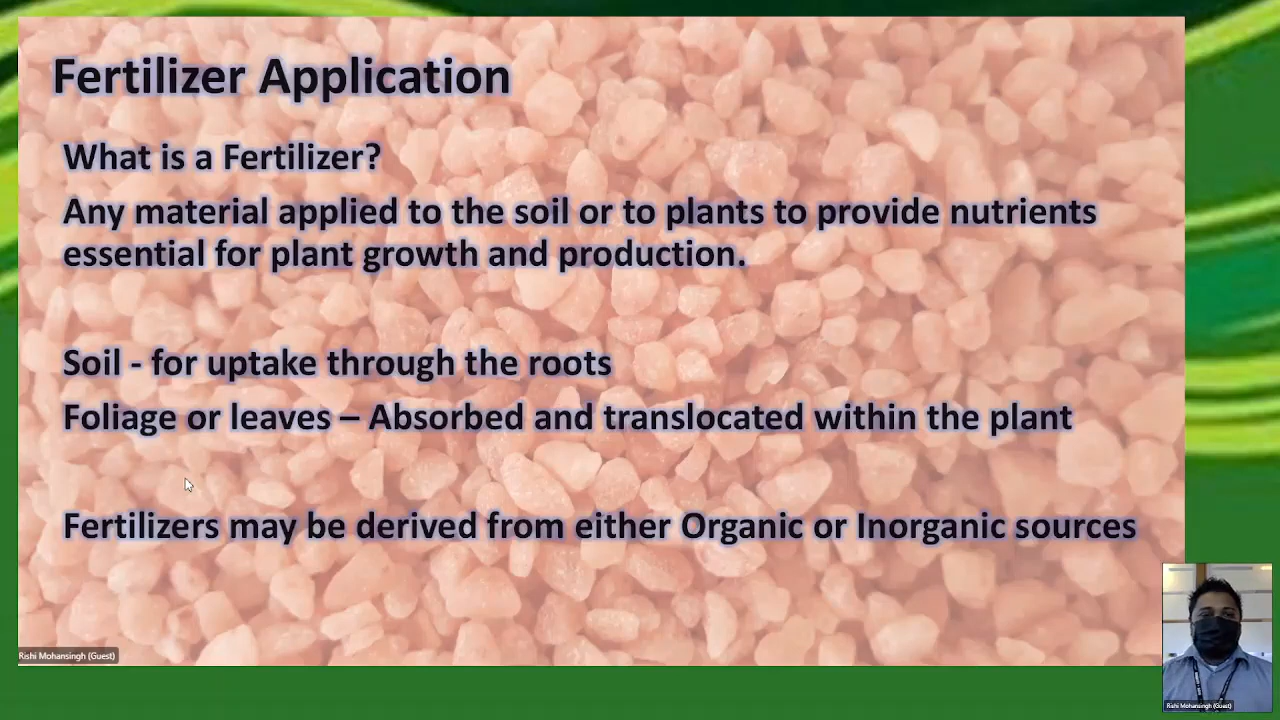 Fertilizer Application
What is a Fertilizer?
Any material applied to the soil or to plants to provide nutrients
essential for plant growth and production.
Soil - for uptake through the roots
Foliage or leaves – Absorbed and translocated within the plant
Fertilizers may be derived from either Organic or Inorganic sources
Rishi Mohansingh (Guest)
Rishi Mohansingh (Guest)